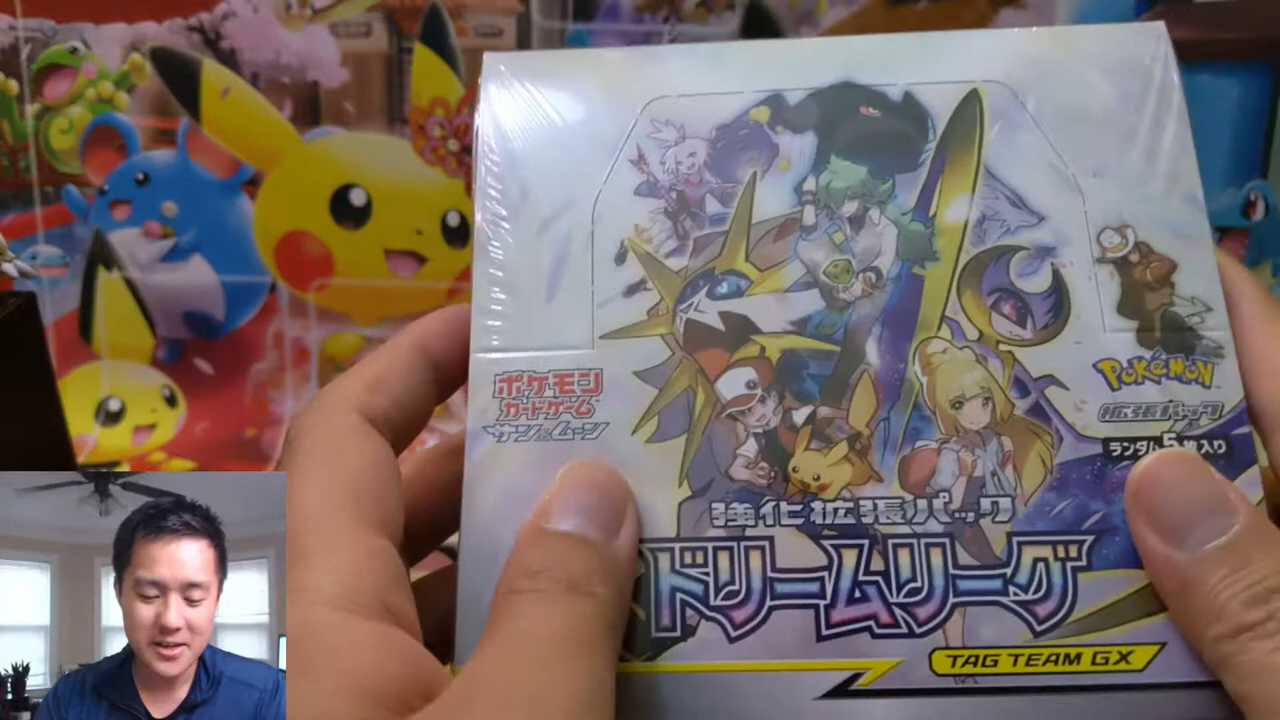 ポケモン
カードゲーム
サン&ムーン
POKÉMON
拡張パック
ランダム5枚入り
強化拡張パック
ドリームリーグ
TAG TEAM GX